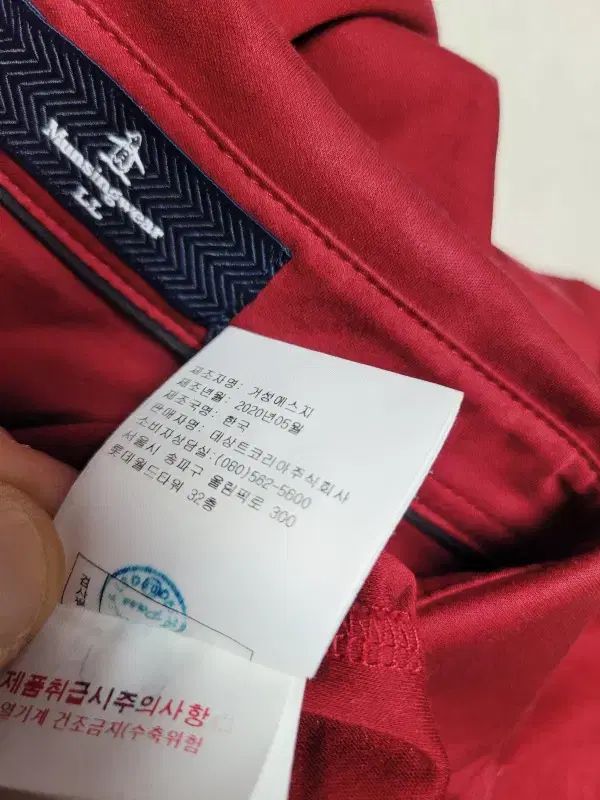 Munsingwear
LL
제조자명: 거성에스지
제조년월: 2020년05월
제조국명: 한국
판매자명: 데상트코리아주식회사
소비자상담실:(080)562-5600
서울시 송파구 올림픽로 300
롯데월드타워 32층
제품취급시주의사항
열기계 건조금지(수축위험